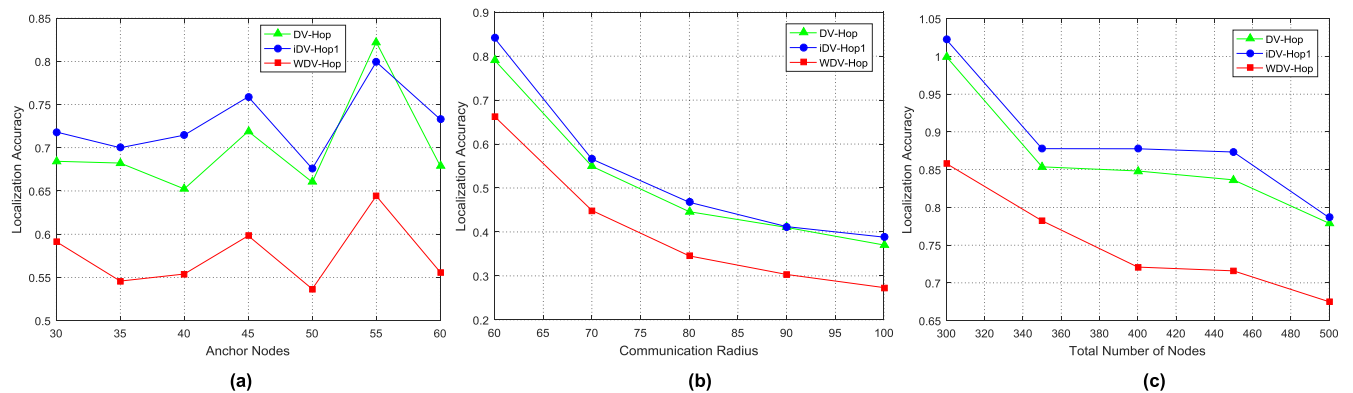 0.85
0.8
0.75
0.7
0.65
0.6
0.55
0.5
Localization Accuracy
DV-Hop
iDV-Hop1
WDV-Hop
30 35 40 45 50 55 60
Anchor Nodes
(a)
0.9
0.8
0.7
0.6
0.5
0.4
0.3
0.2
Localization Accuracy
DV-Hop
iDV-Hop1
WDV-Hop
60 65 70 75 80 85 90 95 100
Communication Radius
(b)
1.05
1
0.95
0.9
0.85
0.8
0.75
0.7
0.65
Localization Accuracy
DV-Hop
iDV-Hop1
WDV-Hop
300 320 340 360 380 400 420 440 460 480 500
Total Number of Nodes
(c)